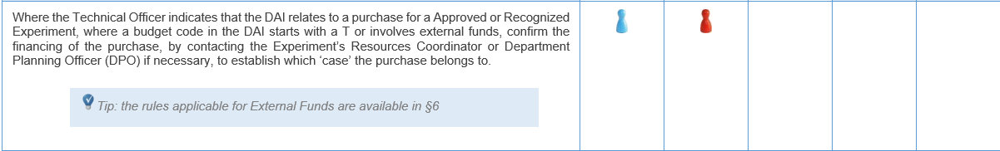 Where the Technical Officer indicates that the DAI relates to a purchase for a Approved or Recognized
Experiment, where a budget code in the DAI starts with a T or involves external funds, confirm the
financing of the purchase, by contacting the Experiment's Resources Coordinator or Department
Planning Officer (DPO) if necessary, to establish which ‘case’ the purchase belongs to.
Tip: the rules applicable for External Funds are available in §6